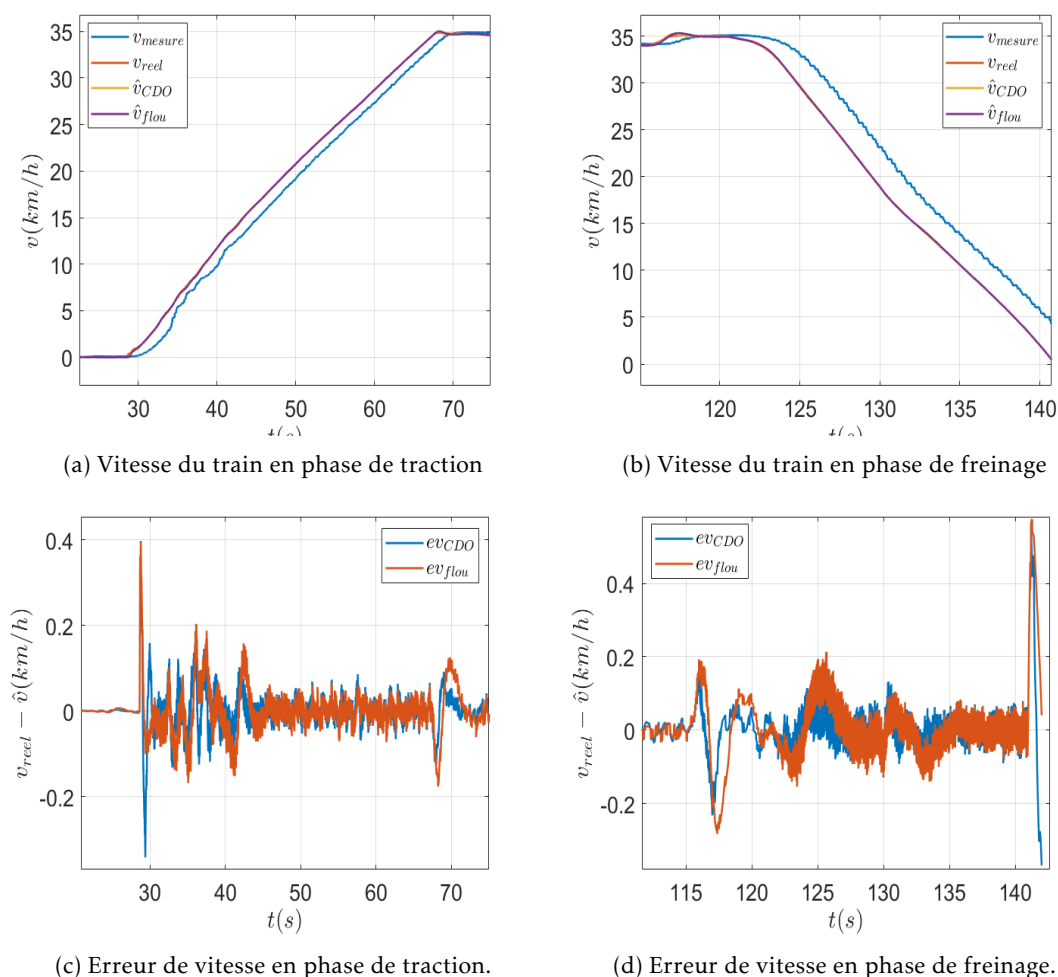 35
30
25
20
15
10
5
0
v(km/h)
v_mesure
v_reel
v̂_CDO
v̂_flou
30 40 50 60 70
t(s)
(a) Vitesse du train en phase de traction
35
30
25
20
15
10
5
0
v(km/h)
v_mesure
v_reel
v̂_CDO
v̂_flou
120 125 130 135 140
t(s)
(b) Vitesse du train en phase de freinage
0.4
0.2
0
-0.2
v_reel − v̂(km/h)
ev_CDO
ev_flou
30 40 50 60 70
t(s)
(c) Erreur de vitesse en phase de traction.
0.4
0.2
0
-0.2
v_reel − v̂(km/h)
ev_CDO
ev_flou
115 120 125 130 135 140
t(s)
(d) Erreur de vitesse en phase de freinage.